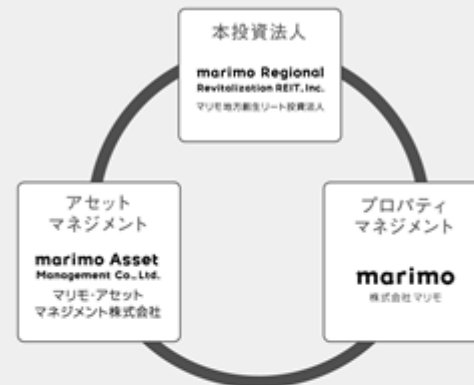 本投資法人
marimo Regional
Revitalization REIT, Inc.
マリモ地方創生リート投資法人
アセット
マネジメント
marimo Asset
Management Co., Ltd.
マリモ・アセット
マネジメント株式会社
プロパティ
マネジメント
marimo
株式会社マリモ